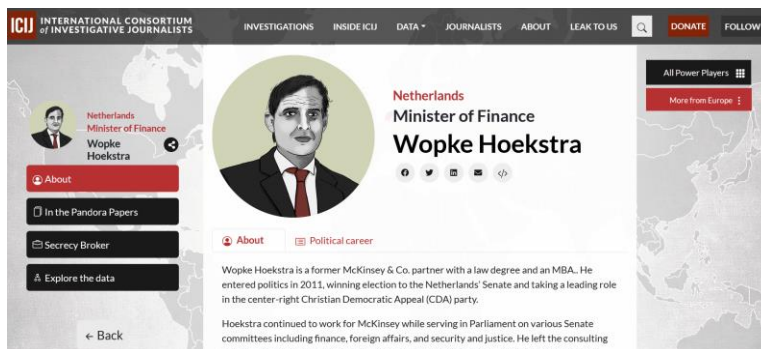 ICIJ INTERNATIONAL CONSORTIUM
of INVESTIGATIVE JOURNALISTS
INVESTIGATIONS INSIDE ICIJ DATA JOURNALISTS ABOUT LEAK TO US DONATE FOLLOW
All Power Players
More from Europe
Netherlands
Minister of Finance
Wopke
Hoekstra
About
In the Pandora Papers
Secrecy Broker
Explore the data
← Back
Netherlands
Minister of Finance
Wopke Hoekstra
About Political career
Wopke Hoekstra is a former McKinsey & Co. partner with a law degree and an MBA.. He
entered politics in 2011, winning election to the Netherlands’ Senate and taking a leading role
in the center-right Christian Democratic Appeal (CDA) party.
Hoekstra continued to work for McKinsey while serving in Parliament on various Senate
committees including finance, foreign affairs, and security and justice. He left the consulting